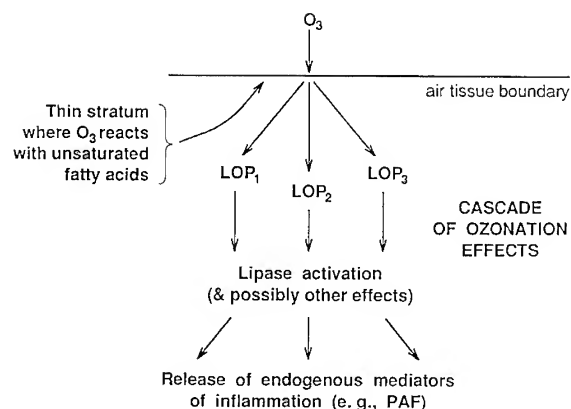 O₃
air tissue boundary
Thin stratum
where O₃ reacts
with unsaturated
fatty acids
LOP₁
LOP₂
LOP₃
CASCADE
OF OZONATION
EFFECTS
Lipase activation
(& possibly other effects)
Release of endogenous mediators
of inflammation (e. g., PAF)